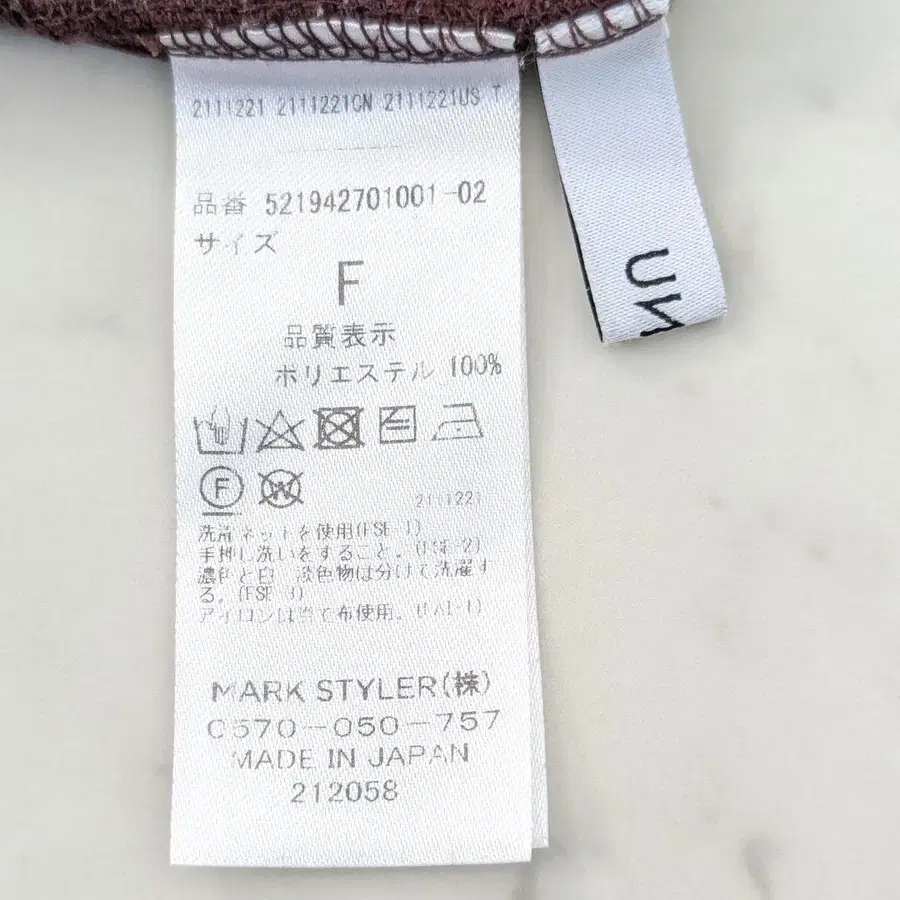 2111221 2111221CN 2111221US T
品番 521942701001-02
サイズ
F
品質表示
ポリエステル 100%
F
W
2111221
洗濯ネットを使用(FSE-1)
手押し洗いをすること。(FSE-2)
濃色と白 淡色物は分けて洗濯す
る。(FSE-3)
アイロンは当て布使用。(FAI-1)
MARK STYLER(株)
0570-050-757
MADE IN JAPAN
212058
UN